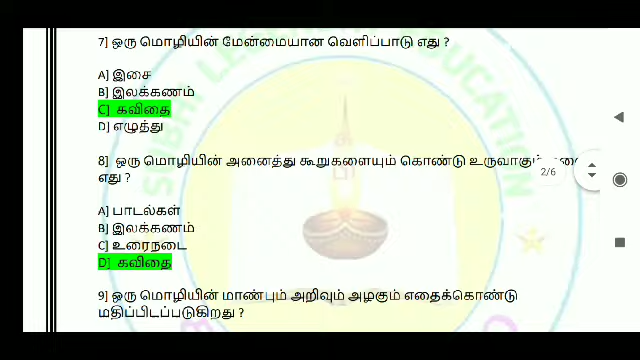 7] ஒரு மொழியின் மேன்மையான வெளிப்பாடு எது ?
A] இசை
B] இலக்கணம்
C] கவிதை
D] எழுத்து
8] ஒரு மொழியின் அனைத்து கூறுகளையும் கொண்டு உருவாகும்
எது ?
2/6
A] பாடல்கள்
B] இலக்கணம்
C] உரைநடை
D] கவிதை
9] ஒரு மொழியின் மாண்பும் அறிவும் அழகும் எதைக்கொண்டு
மதிப்பிடப்படுகிறது ?